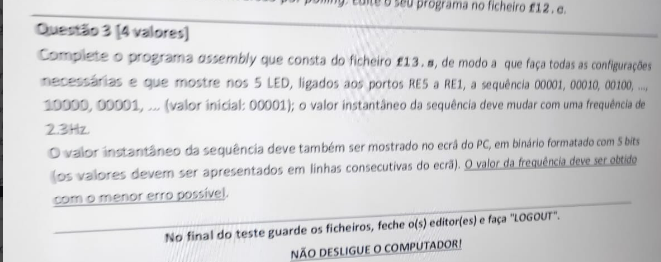 polling. Edite o seu programa no ficheiro f12.c.
Questão 3 [4 valores]
Complete o programa assembly que consta do ficheiro f13.s, de modo a que faça todas as configurações
necessárias e que mostre nos 5 LED, ligados aos portos RE5 a RE1, a sequência 00001, 00010, 00100, ...,
10000, 00001, ... (valor inicial: 00001); o valor instantâneo da sequência deve mudar com uma frequência de
2.3Hz.
O valor instantâneo da sequência deve também ser mostrado no ecrã do PC, em binário formatado com 5 bits
(os valores devem ser apresentados em linhas consecutivas do ecrã). O valor da frequência deve ser obtido
com o menor erro possível.
No final do teste guarde os ficheiros, feche o(s) editor(es) e faça "LOGOUT".
NÃO DESLIGUE O COMPUTADOR!